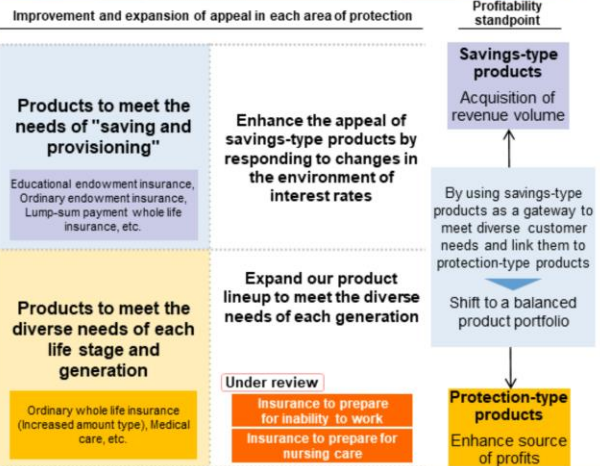 Improvement and expansion of appeal in each area of protection
Profitability
standpoint
Products to meet the
needs of "saving and
provisioning"
Educational endowment insurance,
Ordinary endowment insurance,
Lump-sum payment whole life
insurance, etc.
Enhance the appeal of
savings-type products by
responding to changes in
the environment of
interest rates
Products to meet the
diverse needs of each
life stage and
generation
Ordinary whole life insurance
(Increased amount type), Medical
care, etc.
Expand our product
lineup to meet the diverse
needs of each generation
Under review
Insurance to prepare
for inability to work
Insurance to prepare for
nursing care
Savings-type
products
Acquisition of
revenue volume
By using savings-type
products as a gateway to
meet diverse customer
needs and link them to
protection-type products
Shift to a balanced
product portfolio
Protection-type
products
Enhance source
of profits